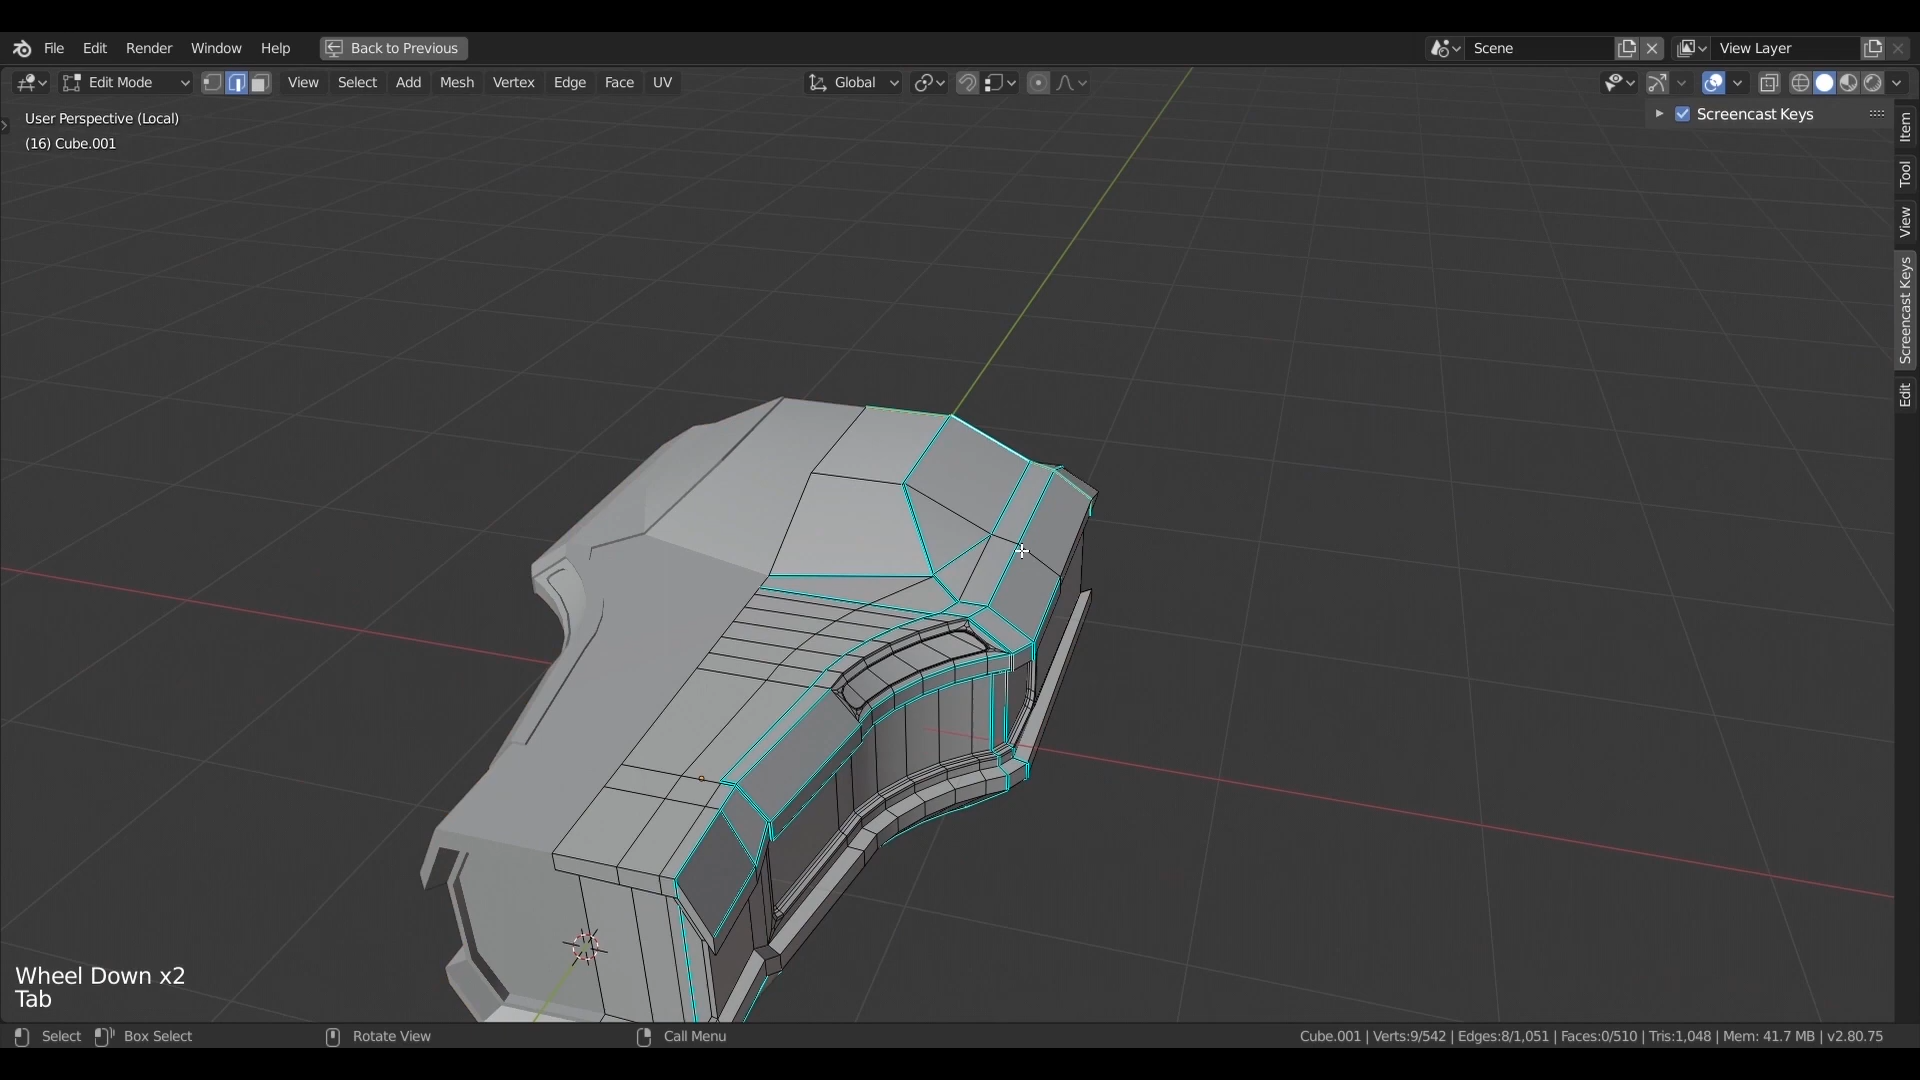 File Edit Render Window Help Back to Previous Scene View Layer
Edit Mode View Select Add Mesh Vertex Edge Face UV Global
User Perspective (Local)
(16) Cube.001
Screencast Keys
Item
Tool
View
Screencast Keys
Edit
Wheel Down x2
Tab
Select Box Select Rotate View Call Menu Cube.001 | Verts:9/542 | Edges:8/1,051 | Faces:0/510 | Tris:1,048 | Mem: 41.7 MB | v2.80.75